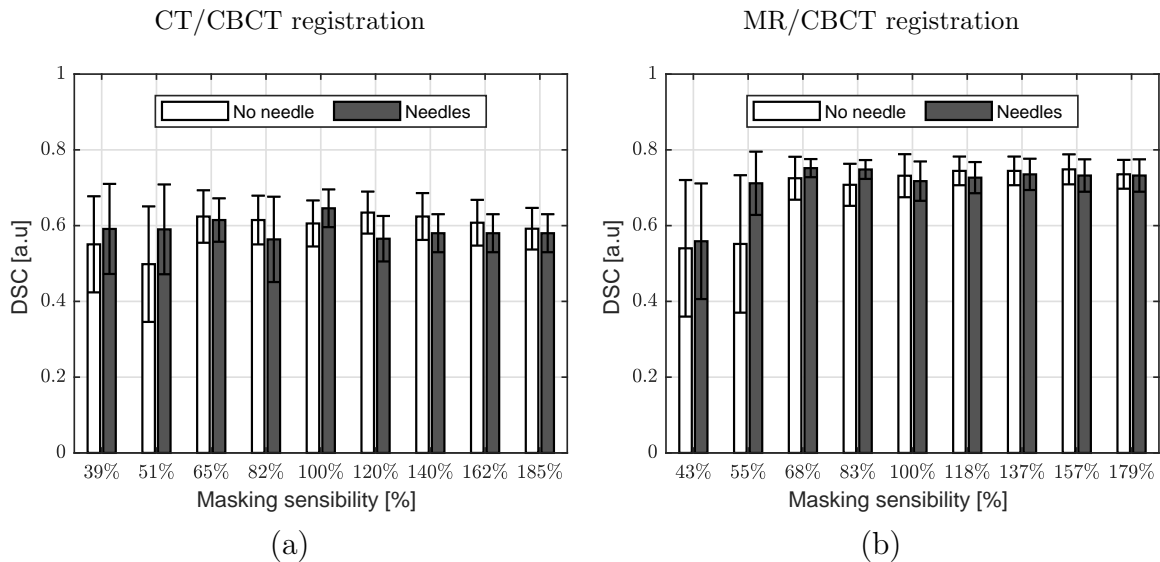 CT/CBCT registration
1
No needle Needles
0.8
0.6
0.4
0.2
0
DSC [a.u]
39% 51% 65% 82% 100% 120% 140% 162% 185%
Masking sensibility [%]
(a)
MR/CBCT registration
1
No needle Needles
0.8
0.6
0.4
0.2
0
DSC [a.u]
43% 55% 68% 83% 100% 118% 137% 157% 179%
Masking sensibility [%]
(b)